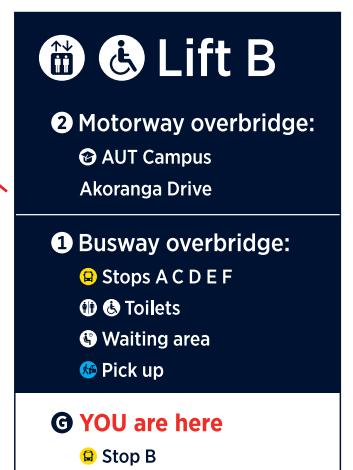 Lift B
2 Motorway overbridge:
AUT Campus
Akoranga Drive
1 Busway overbridge:
Stops A C D E F
Toilets
Waiting area
Pick up
G YOU are here
Stop B